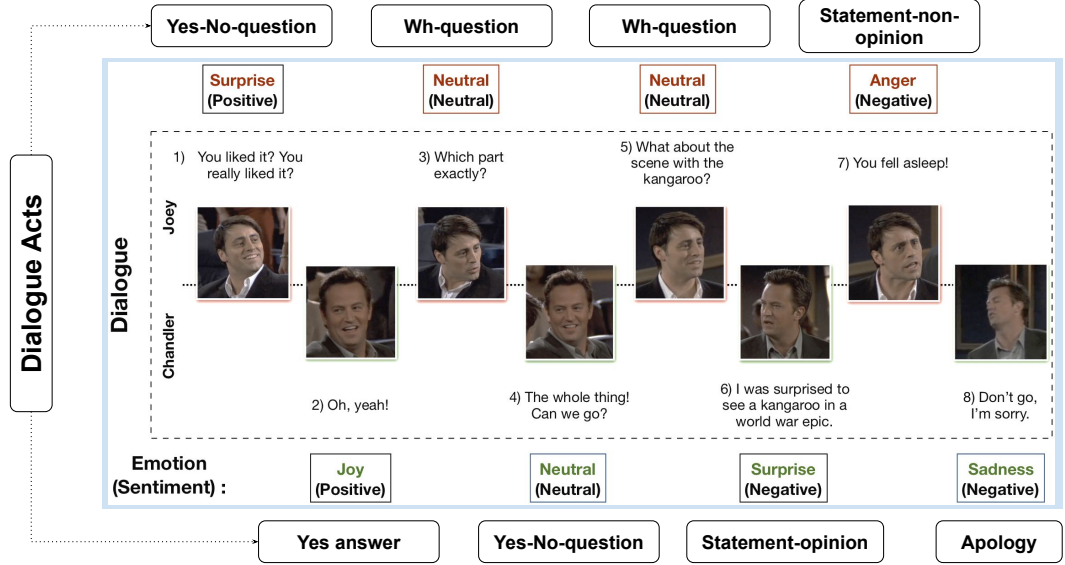 Yes-No-question
Wh-question
Wh-question
Statement-non-
opinion
Surprise
(Positive)
Neutral
(Neutral)
Neutral
(Neutral)
Anger
(Negative)
Dialogue Acts
Dialogue
Joey
Chandler
1) You liked it? You
really liked it?
3) Which part
exactly?
5) What about the
scene with the
kangaroo?
7) You fell asleep!
2) Oh, yeah!
4) The whole thing!
Can we go?
6) I was surprised to
see a kangaroo in a
world war epic.
8) Don't go,
I'm sorry.
Emotion
(Sentiment) :
Joy
(Positive)
Neutral
(Neutral)
Surprise
(Negative)
Sadness
(Negative)
Yes answer
Yes-No-question
Statement-opinion
Apology